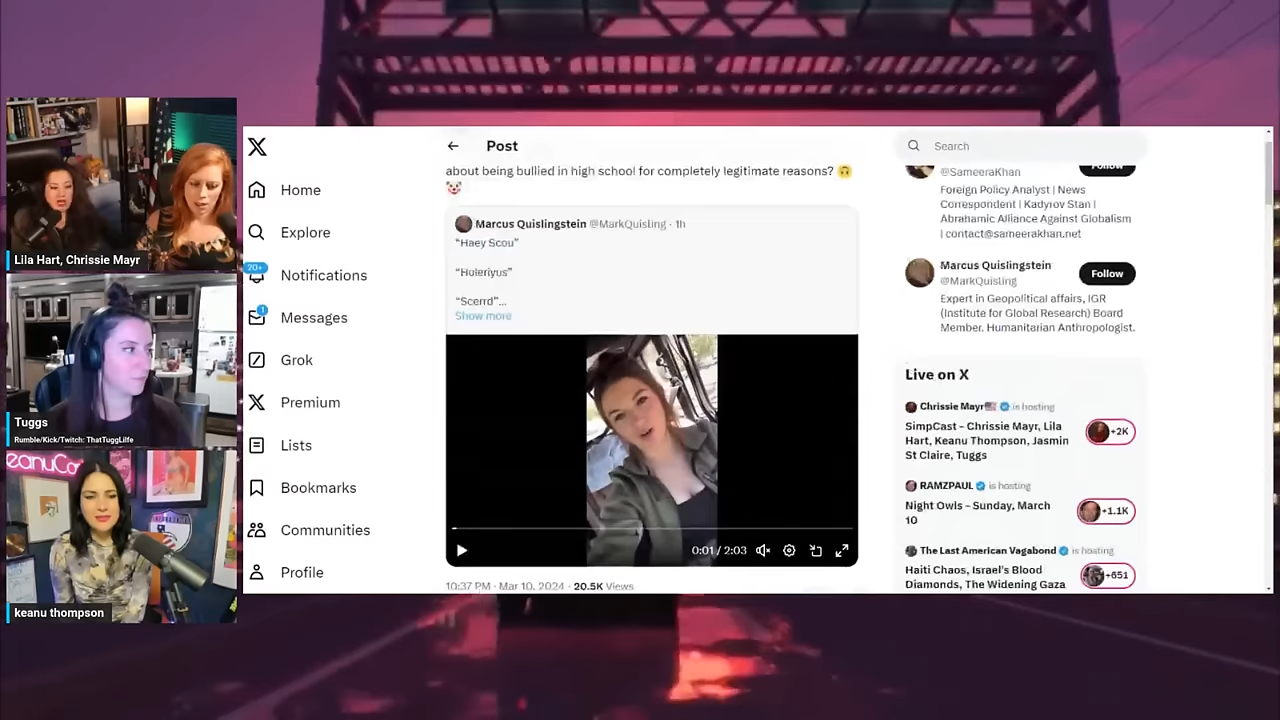 Lila Hart, Chrissie Mayr
Tuggs
Rumble/Kick/Twitch: ThatTuggLife
eanuCo
keanu thompson
Home
Explore
20+
Notifications
1
Messages
Grok
Premium
Lists
Bookmarks
Communities
Profile
Post
about being bullied in high school for completely legitimate reasons?
Marcus Quislingstein @MarkQuisling · 1h
“Haey Scou”
“Huieriyus”
“Scerrd”...
Show more
0:01 / 2:03
10:37 PM · Mar 10, 2024 · 20.5K Views
Search
@SameeraKhan
Follow
Foreign Policy Analyst | News
Correspondent | Kadyrov Stan |
Abrahamic Alliance Against Globalism
| contact@sameerakhan.net
Marcus Quislingstein
@MarkQuisling
Follow
Expert in Geopolitical affairs, IGR
(Institute for Global Research) Board
Member. Humanitarian Anthropologist.
Live on X
Chrissie Mayr is hosting
SimpCast - Chrissie Mayr, Lila
Hart, Keanu Thompson, Jasmin
St Claire, Tuggs
+2K
RAMZPAUL is hosting
Night Owls - Sunday, March
10
+1.1K
The Last American Vagabond is hosting
Haiti Chaos, Israel's Blood
Diamonds, The Widening Gaza
+651